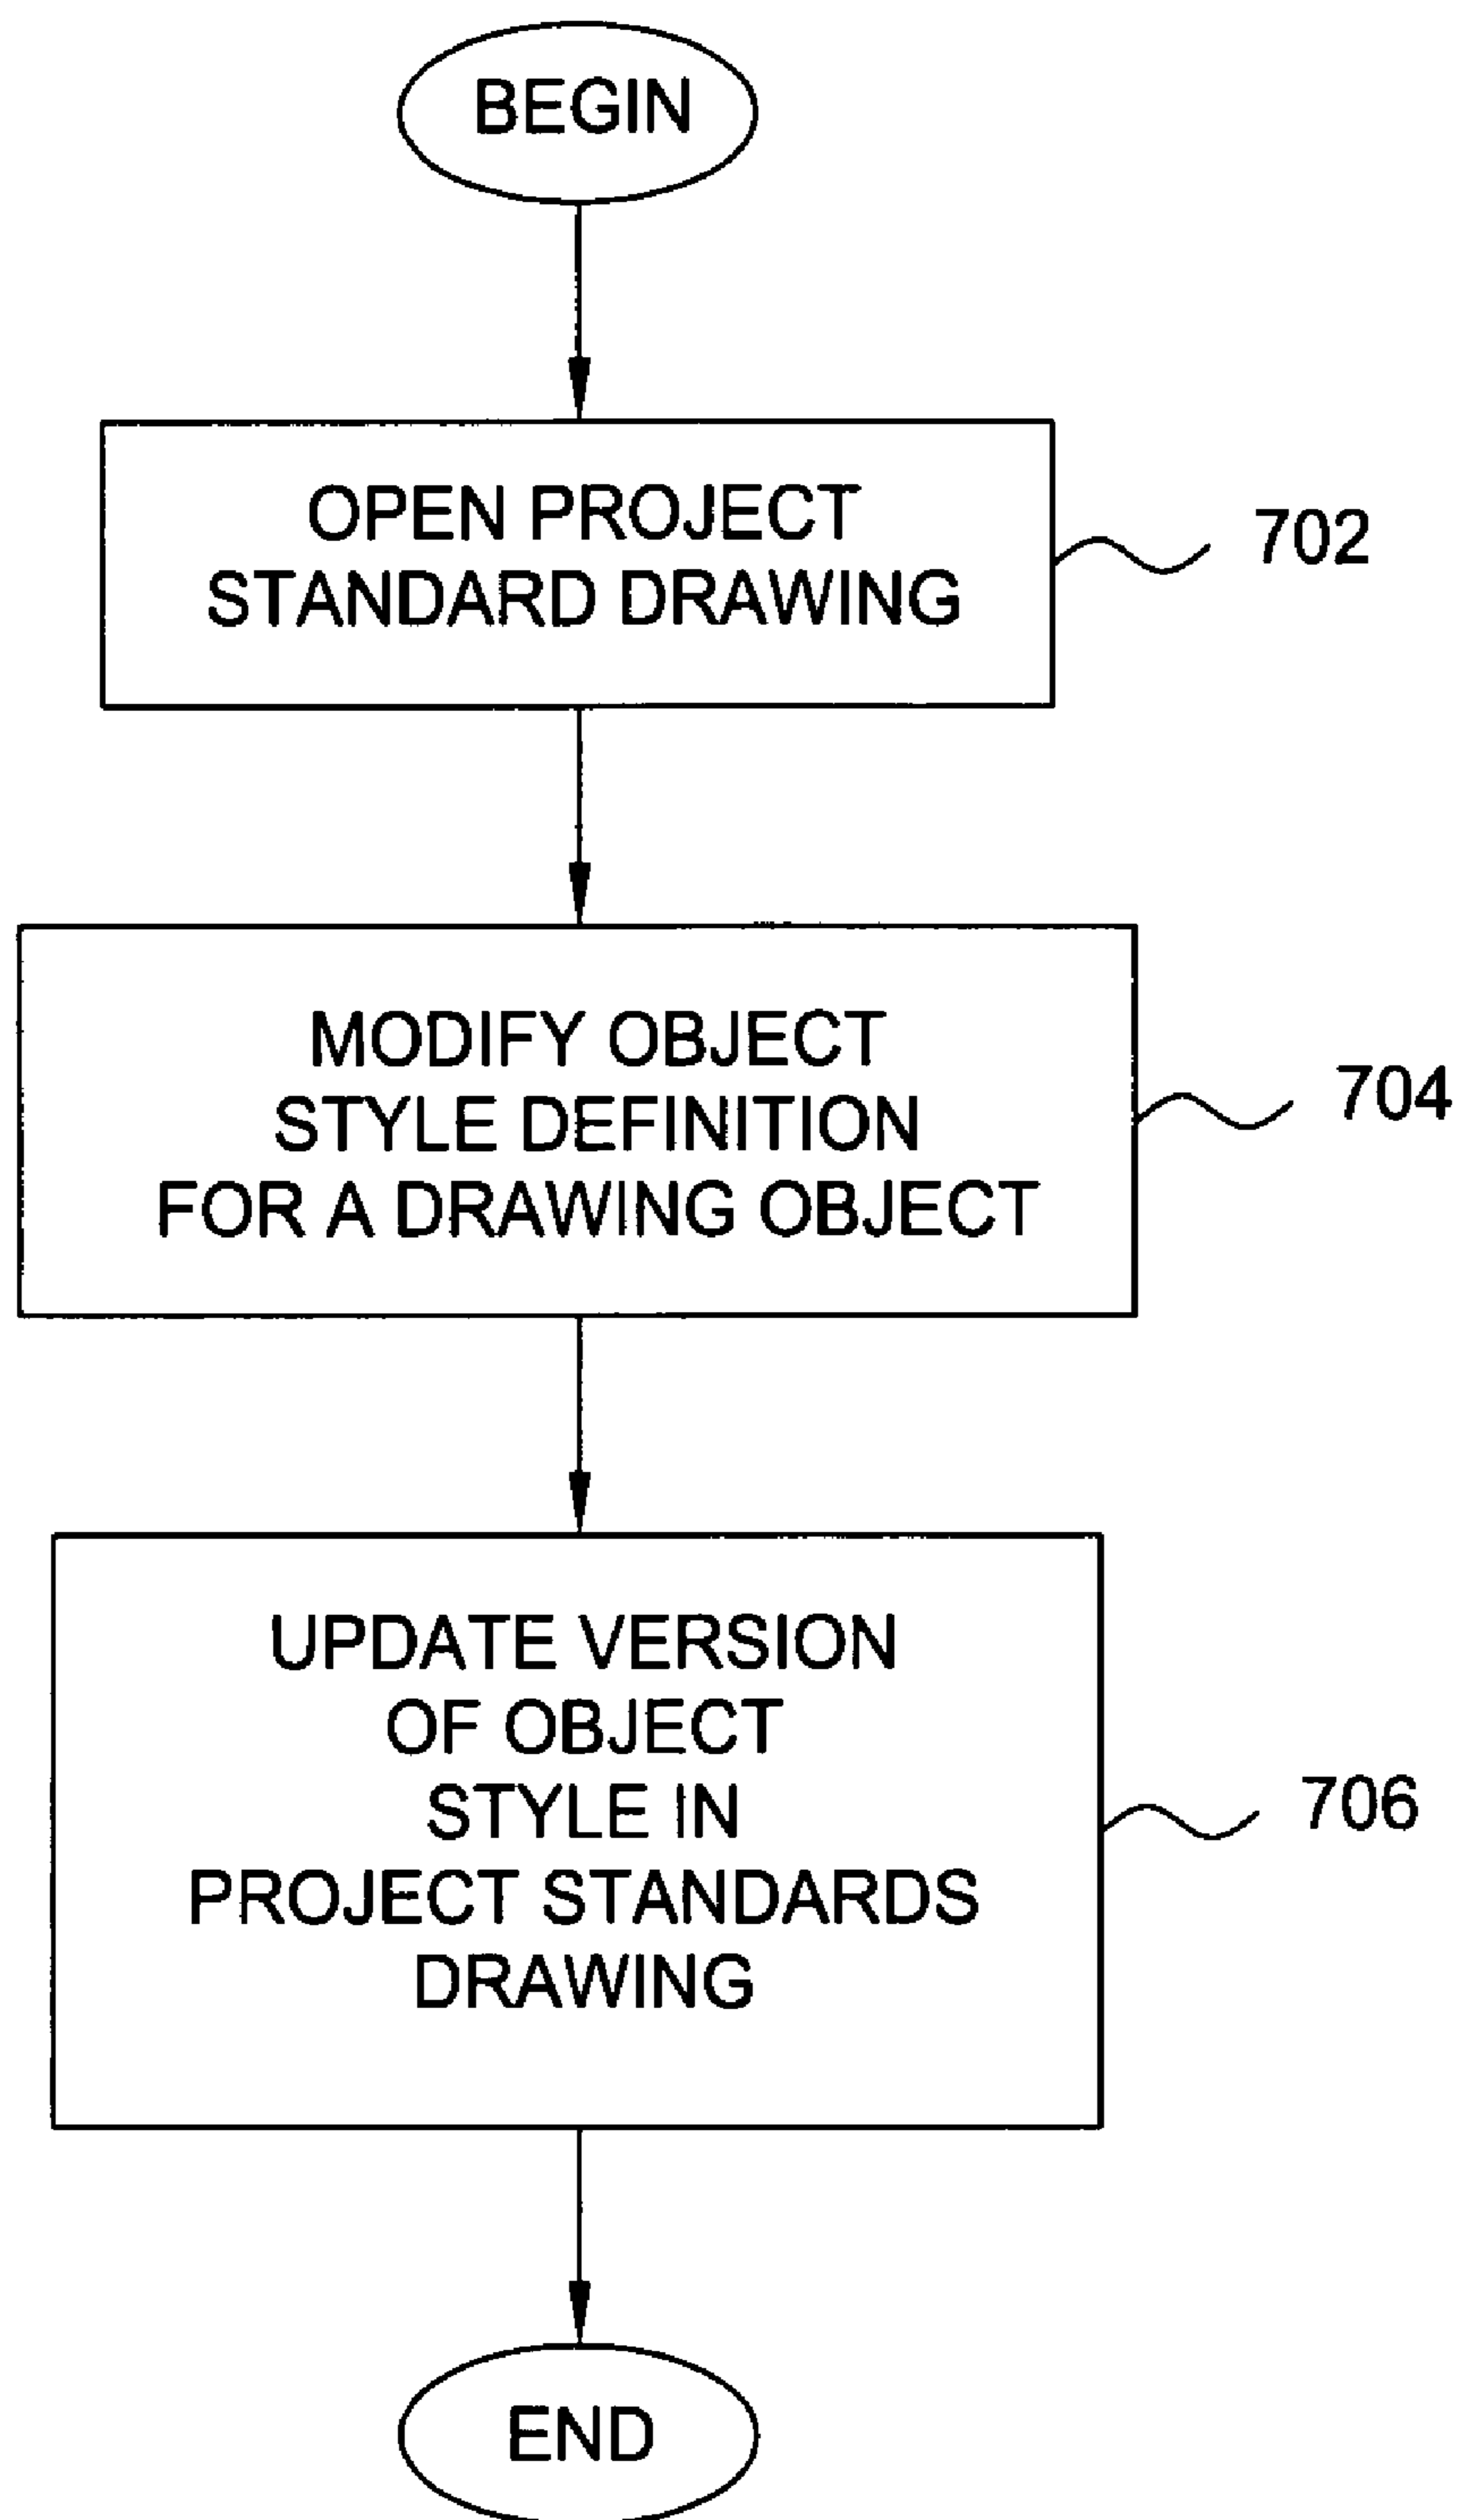 BEGIN
OPEN PROJECT
STANDARD DRAWING
702
MODIFY OBJECT
STYLE DEFINITION
FOR A DRAWING OBJECT
704
UPDATE VERSION
OF OBJECT
STYLE IN
PROJECT STANDARDS
DRAWING
706
END